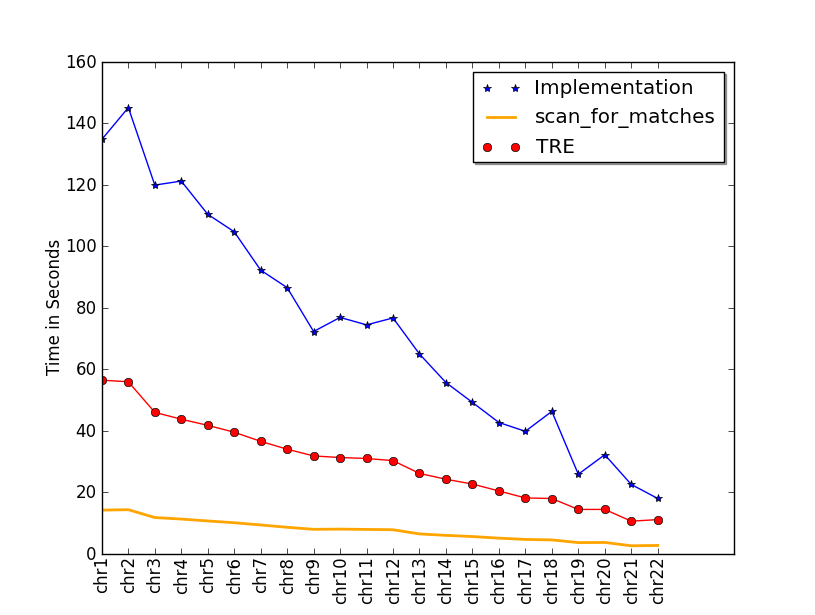 160
140
120
100
80
60
40
20
0
Time in Seconds
Implementation
scan_for_matches
TRE
chr1
chr2
chr3
chr4
chr5
chr6
chr7
chr8
chr9
chr10
chr11
chr12
chr13
chr14
chr15
chr16
chr17
chr18
chr19
chr20
chr21
chr22